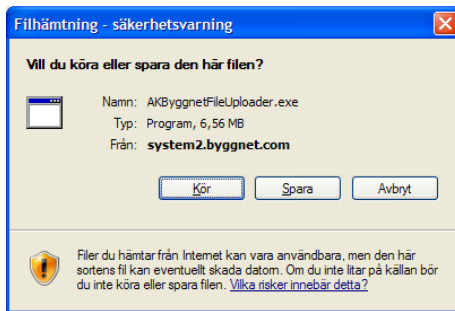 Filhämtning - säkerhetsvarning
Vill du köra eller spara den här filen?
Namn: AKByggnetFileUploader.exe
Typ: Program, 6,56 MB
Från: system2.byggnet.com
Kör Spara Avbryt
Filer du hämtar från Internet kan vara användbara, men den här
sortens fil kan eventuellt skada datorn. Om du inte litar på källan bör
du inte köra eller spara filen. Vilka risker innebär detta?